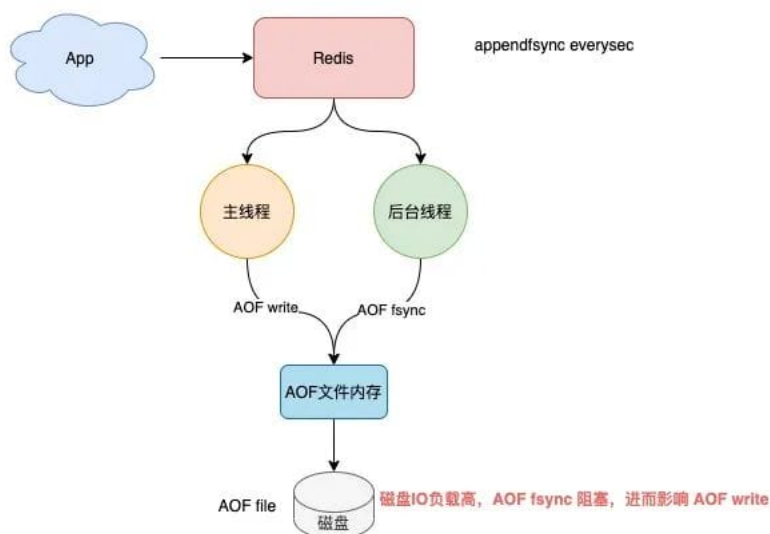 App
Redis
appendfsync everysec
主线程
后台线程
AOF write
AOF fsync
AOF文件内存
AOF file
磁盘
磁盘IO负载高，AOF fsync 阻塞，进而影响 AOF write